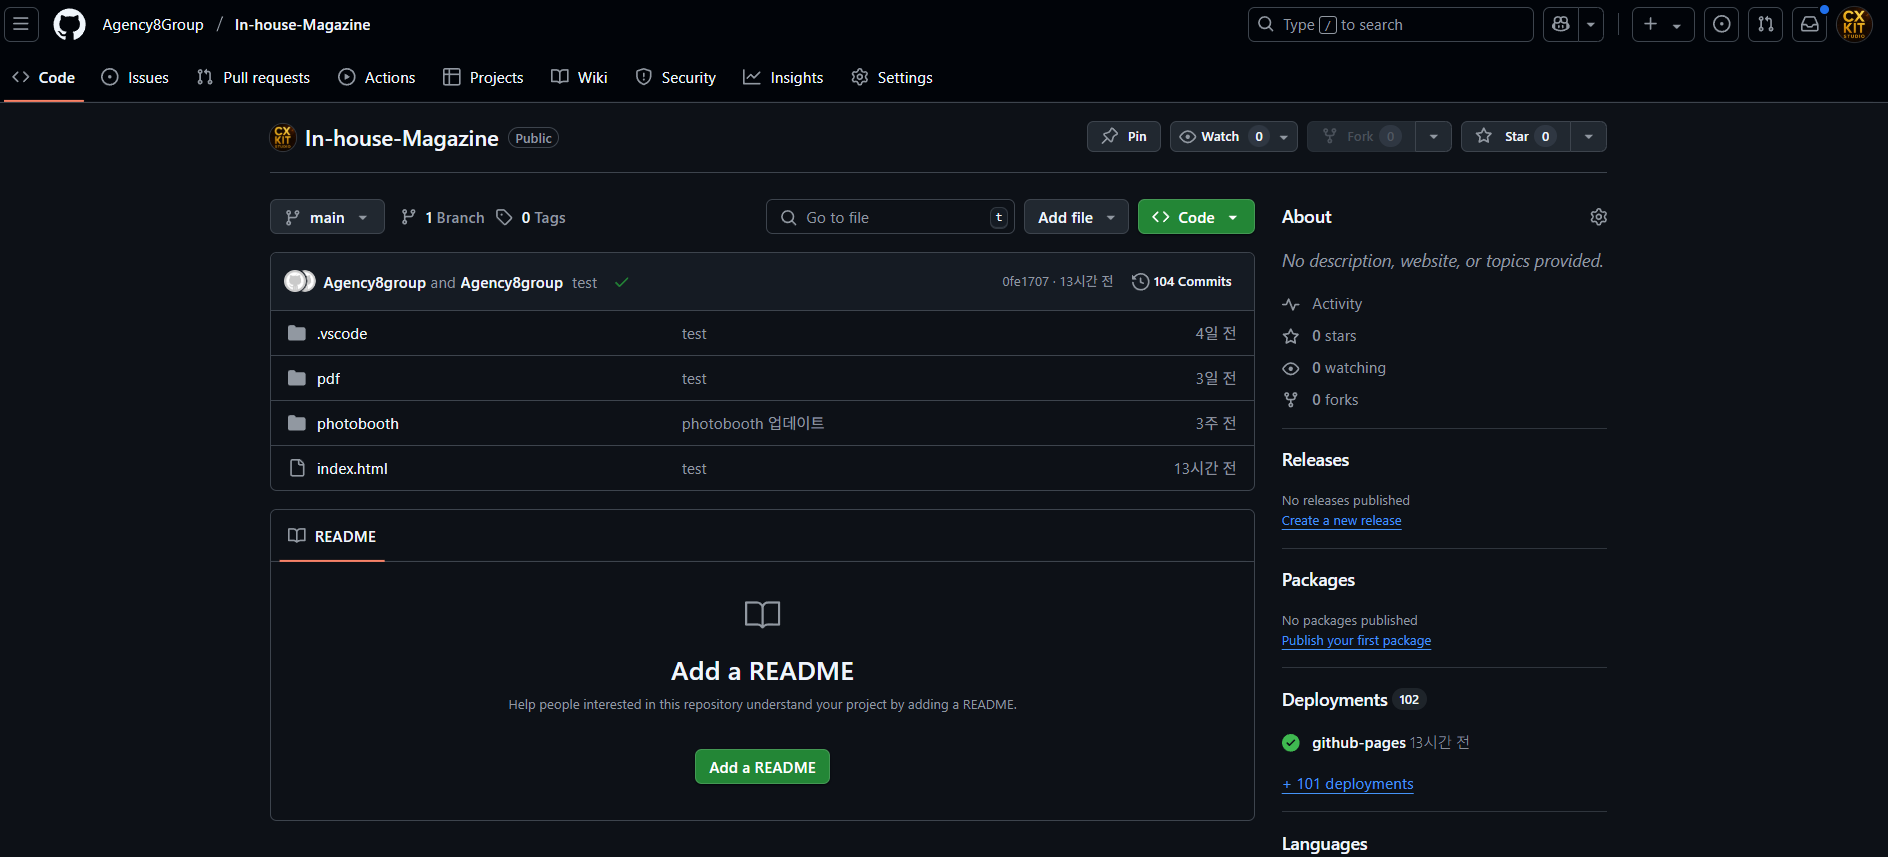 Agency8Group / In-house-Magazine
Type / to search
CX
KIT
STUDIO
Code Issues Pull requests Actions Projects Wiki Security Insights Settings
CX
KIT
STUDIO
In-house-Magazine Public
Pin Watch 0 Fork 0 Star 0
main 1 Branch 0 Tags
Go to file t Add file Code
Agency8group and Agency8group test 0fe1707 · 13시간 전 104 Commits
.vscode test 4일 전
pdf test 3일 전
photobooth photobooth 업데이트 3주 전
index.html test 13시간 전
README
Add a README
Help people interested in this repository understand your project by adding a README.
Add a README
About
No description, website, or topics provided.
Activity
0 stars
0 watching
0 forks
Releases
No releases published
Create a new release
Packages
No packages published
Publish your first package
Deployments 102
github-pages 13시간 전
+ 101 deployments
Languages